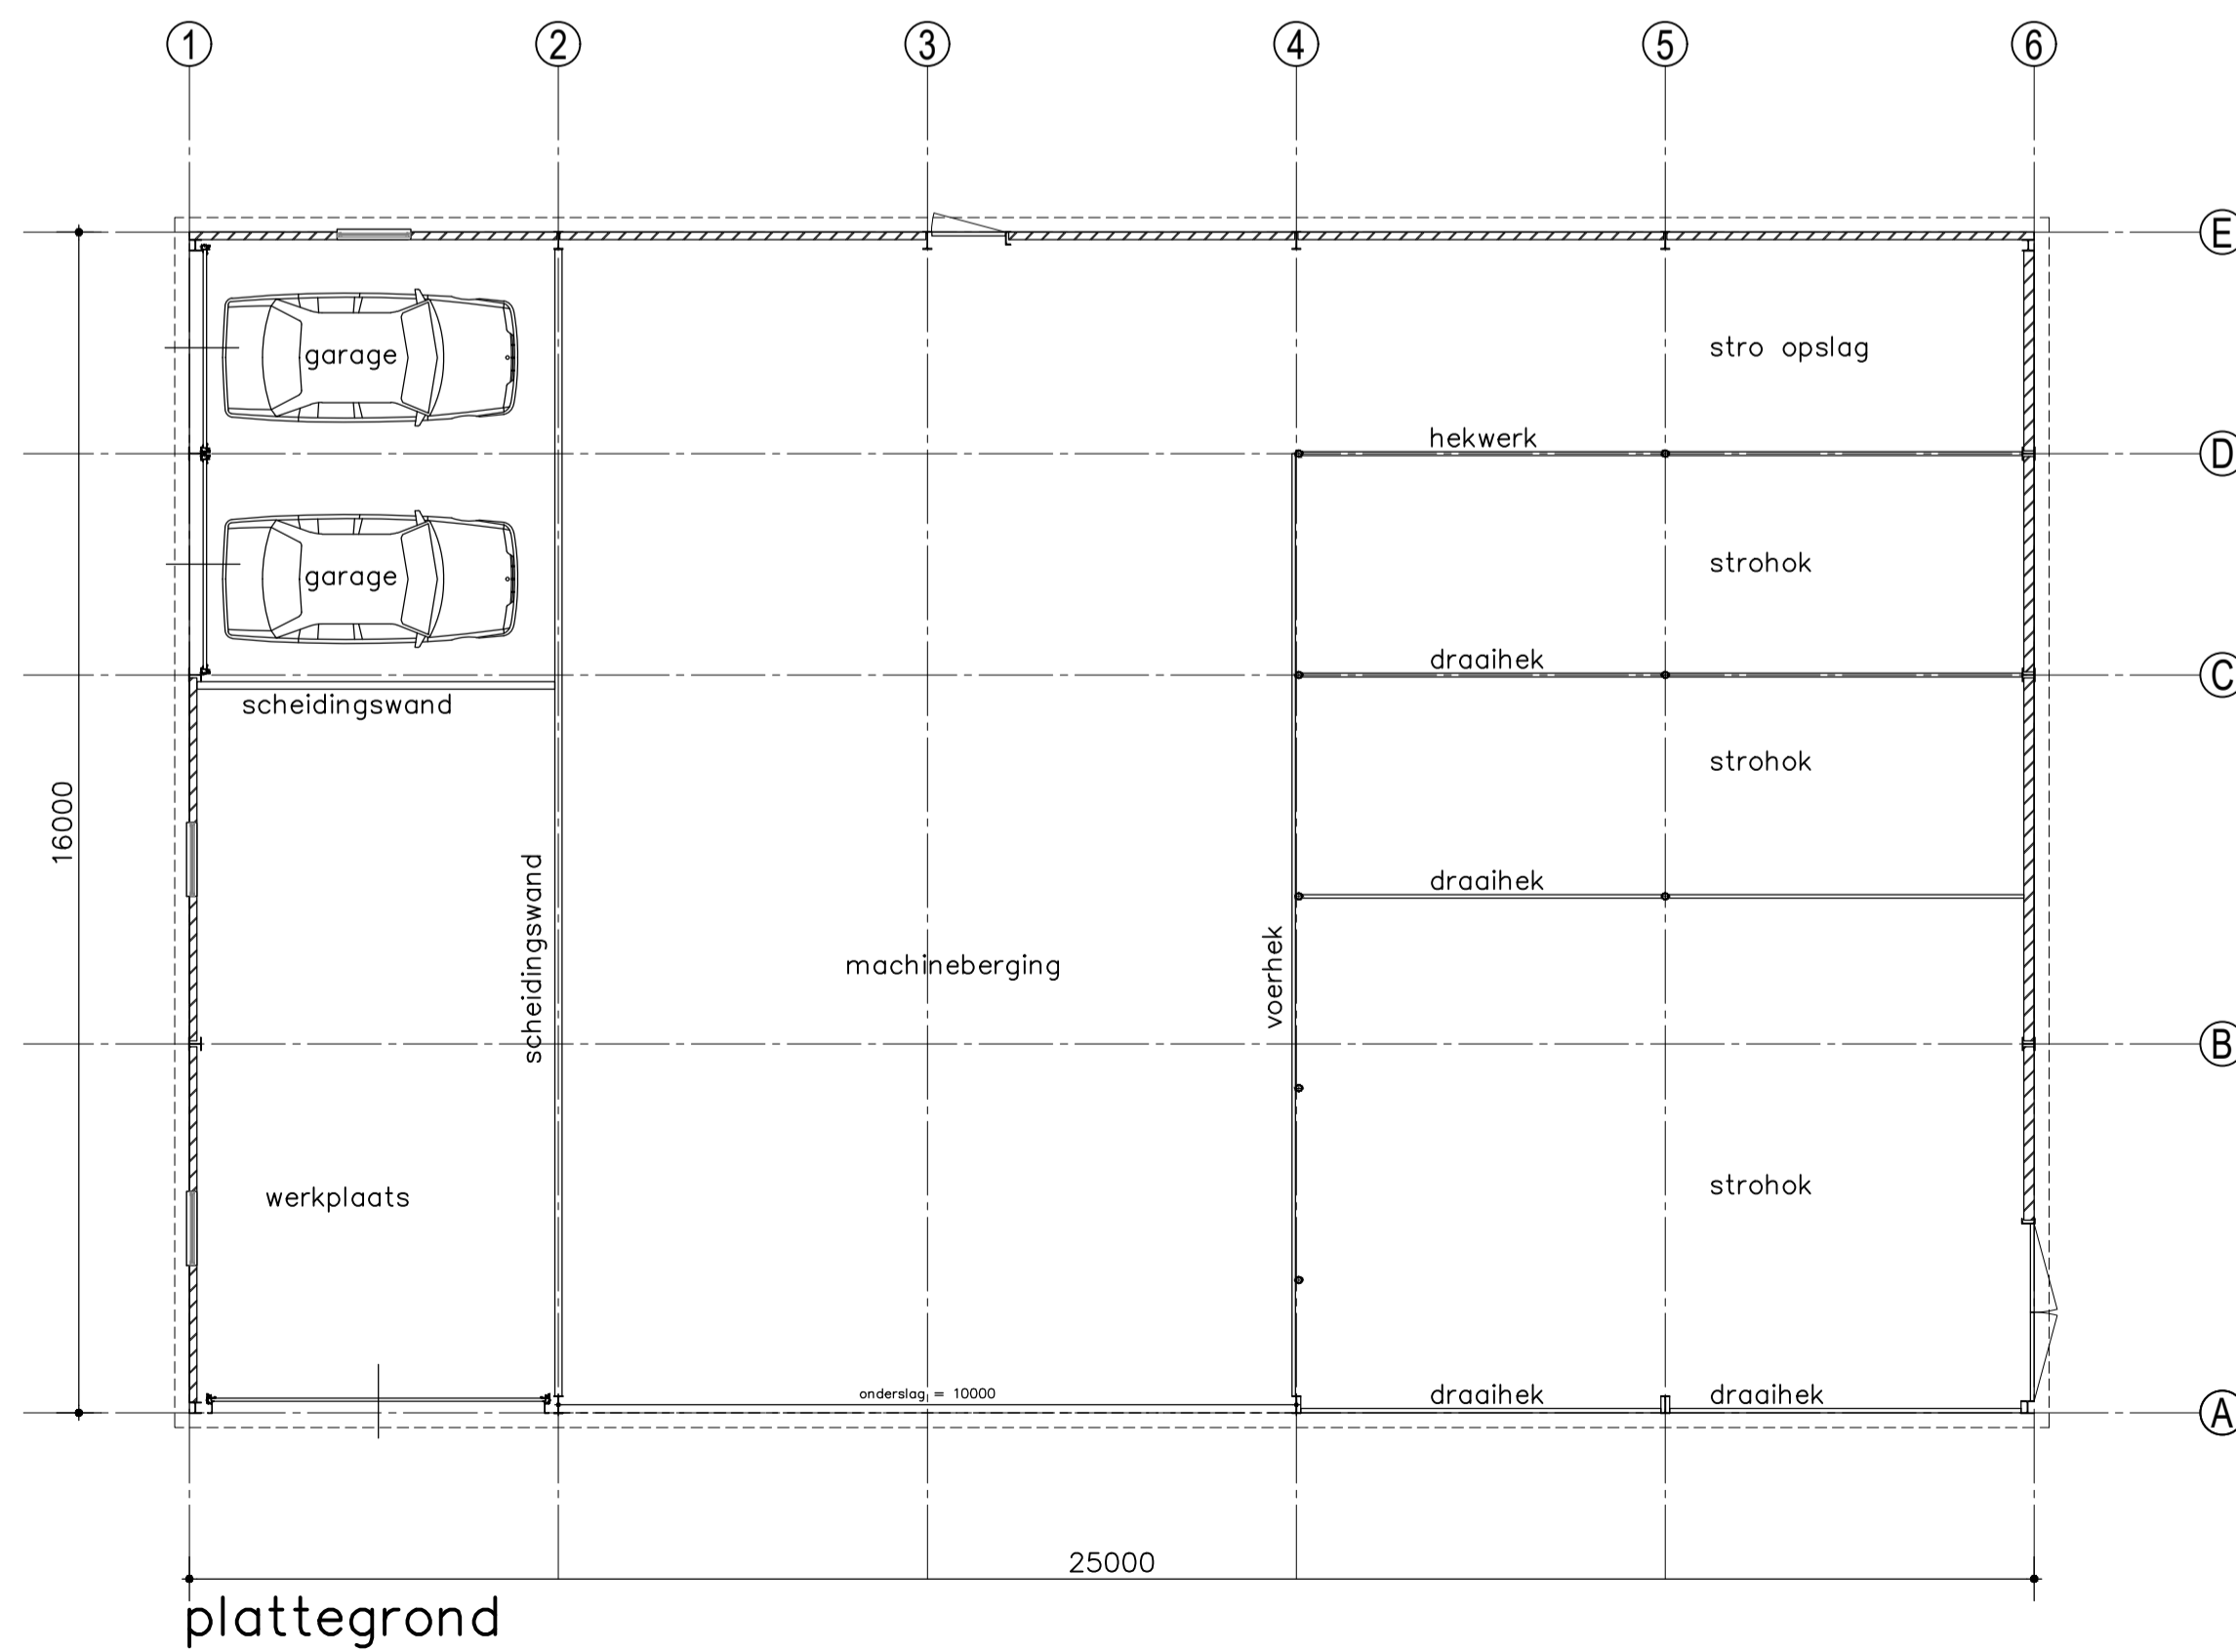 1 2 3 4 5 6
E
stro opslag
garage
hekwerk
D
strohok
garage
draaihek
C
scheidingswand
strohok
16000
draaihek
scheidingswand
voerhek
machineberging
B
strohok
werkplaats
onderslag = 10000
draaihek draaihek
A
25000
plattegrond